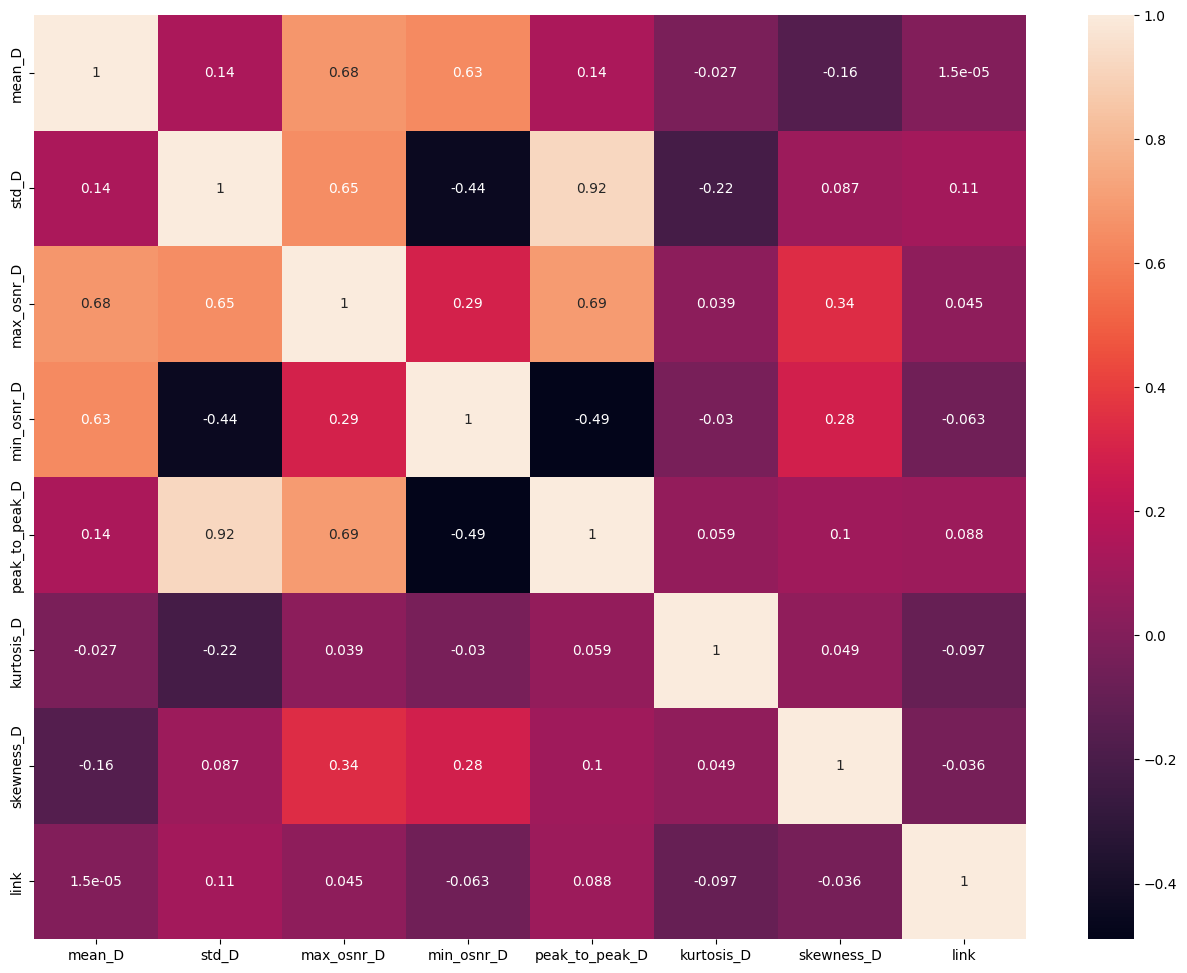 mean_D 1 0.14 0.68 0.63 0.14 -0.027 -0.16 1.5e-05
std_D 0.14 1 0.65 -0.44 0.92 -0.22 0.087 0.11
max_osnr_D 0.68 0.65 1 0.29 0.69 0.039 0.34 0.045
min_osnr_D 0.63 -0.44 0.29 1 -0.49 -0.03 0.28 -0.063
peak_to_peak_D 0.14 0.92 0.69 -0.49 1 0.059 0.1 0.088
kurtosis_D -0.027 -0.22 0.039 -0.03 0.059 1 0.049 -0.097
skewness_D -0.16 0.087 0.34 0.28 0.1 0.049 1 -0.036
link 1.5e-05 0.11 0.045 -0.063 0.088 -0.097 -0.036 1
mean_D std_D max_osnr_D min_osnr_D peak_to_peak_D kurtosis_D skewness_D link
1.0
0.8
0.6
0.4
0.2
0.0
−0.2
−0.4